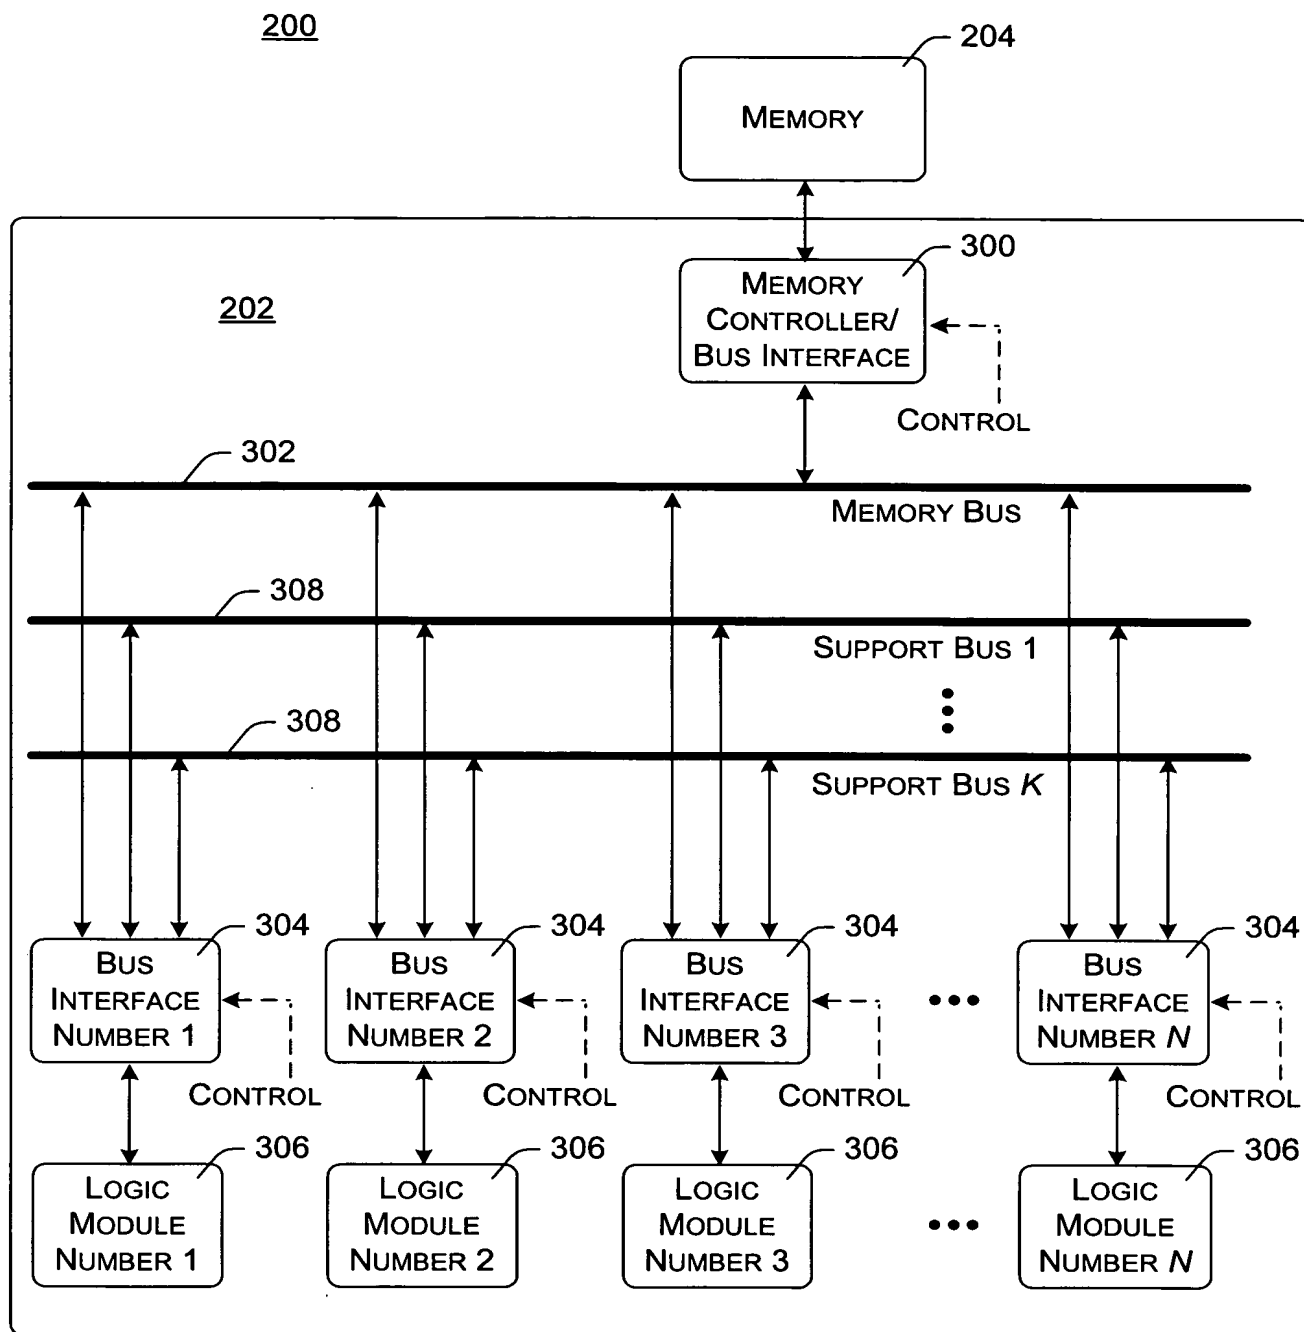 200
204
MEMORY
300
MEMORY
CONTROLLER/
BUS INTERFACE
202
CONTROL
302
MEMORY BUS
308
SUPPORT BUS 1
308
SUPPORT BUS K
304
304
304
304
BUS
INTERFACE
NUMBER 1
BUS
INTERFACE
NUMBER 2
BUS
INTERFACE
NUMBER 3
BUS
INTERFACE
NUMBER N
CONTROL
CONTROL
CONTROL
CONTROL
306
306
306
306
LOGIC
MODULE
NUMBER 1
LOGIC
MODULE
NUMBER 2
LOGIC
MODULE
NUMBER 3
LOGIC
MODULE
NUMBER N